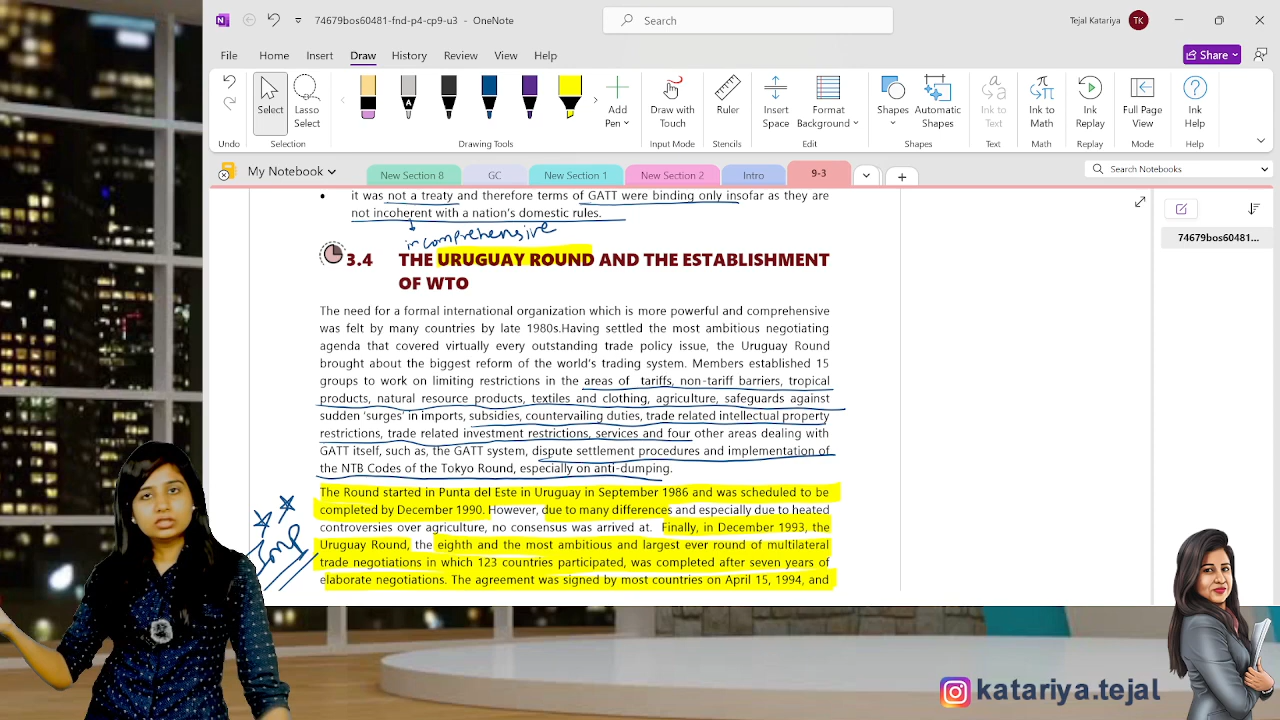 74679bos60481-fnd-p4-cp9-u3 - OneNote
Search
Tejal Katariya
TK
File Home Insert Draw History Review View Help
Share
Select
Lasso Select
A
Add Pen
Draw with Touch
Ruler
Insert Space
Format Background
Shapes
Automatic Shapes
Ink to Text
Ink to Math
Ink Replay
Full Page View
Ink Help
Undo
Selection
Drawing Tools
Input Mode
Stencils
Edit
Shapes
Math
Replay
Mode
Help
My Notebook
New Section 8
GC
New Section 1
New Section 2
Intro
9-3
Search Notebooks
74679bos60481...
• it was not a treaty and therefore terms of GATT were binding only insofar as they are
not incoherent with a nation's domestic rules.
incomprehensive
3.4 THE URUGUAY ROUND AND THE ESTABLISHMENT
OF WTO
The need for a formal international organization which is more powerful and comprehensive
was felt by many countries by late 1980s.Having settled the most ambitious negotiating
agenda that covered virtually every outstanding trade policy issue, the Uruguay Round
brought about the biggest reform of the world's trading system. Members established 15
groups to work on limiting restrictions in the areas of tariffs, non-tariff barriers, tropical
products, natural resource products, textiles and clothing, agriculture, safeguards against
sudden 'surges' in imports, subsidies, countervailing duties, trade related intellectual property
restrictions, trade related investment restrictions, services and four other areas dealing with
GATT itself, such as, the GATT system, dispute settlement procedures and implementation of
the NTB Codes of the Tokyo Round, especially on anti-dumping.
The Round started in Punta del Este in Uruguay in September 1986 and was scheduled to be
completed by December 1990. However, due to many differences and especially due to heated
controversies over agriculture, no consensus was arrived at. Finally, in December 1993, the
Uruguay Round, the eighth and the most ambitious and largest ever round of multilateral
trade negotiations in which 123 countries participated, was completed after seven years of
elaborate negotiations. The agreement was signed by most countries on April 15, 1994, and
Imp
katariya.tejal